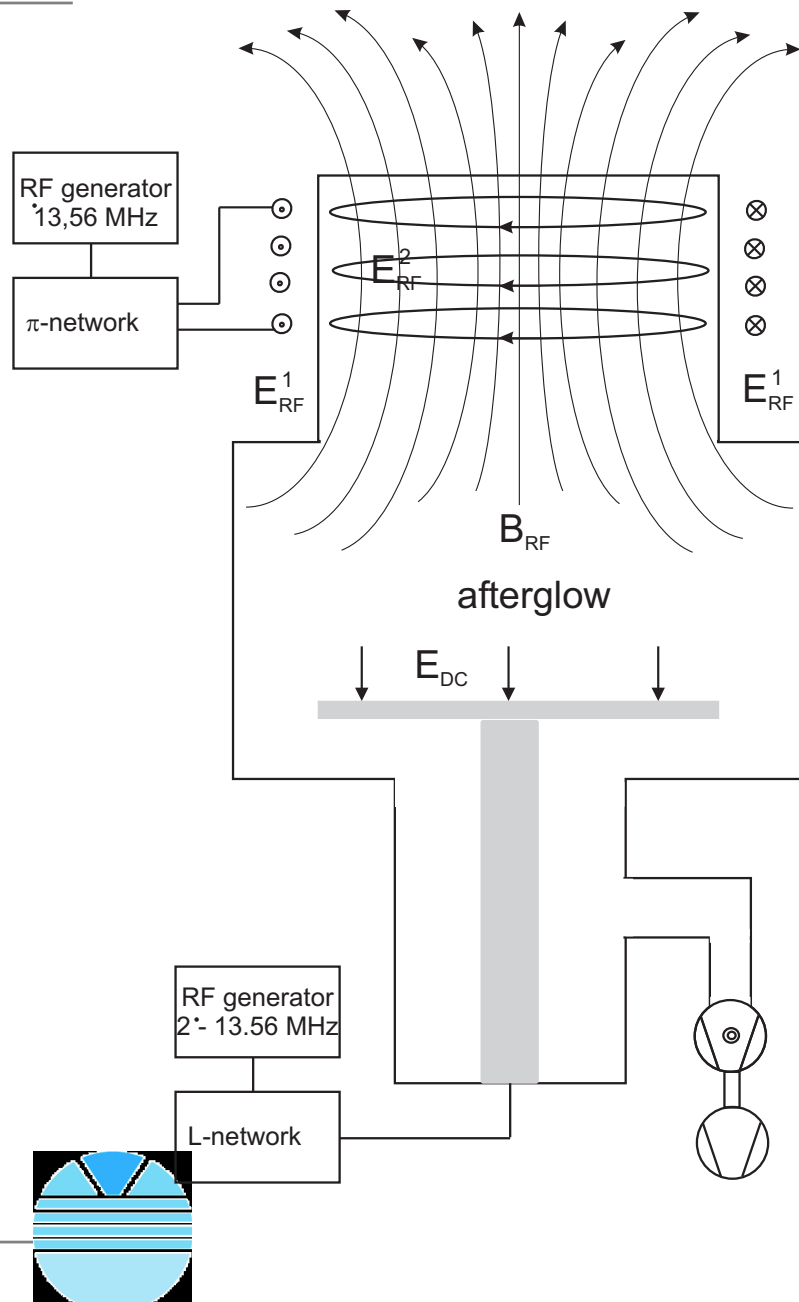 RF generator
13,56 MHz
π-network
E¹RF
E²RF
E¹RF
BRF
afterglow
EDC
RF generator
2 - 13.56 MHz
L-network